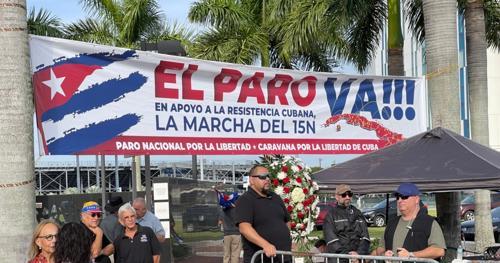 EL PARO VA!!!
EN APOYO A LA RESISTENCIA CUBANA,
LA MARCHA DEL 15N
PARO NACIONAL POR LA LIBERTAD • CARAVANA POR LA LIBERTAD DE CUBA